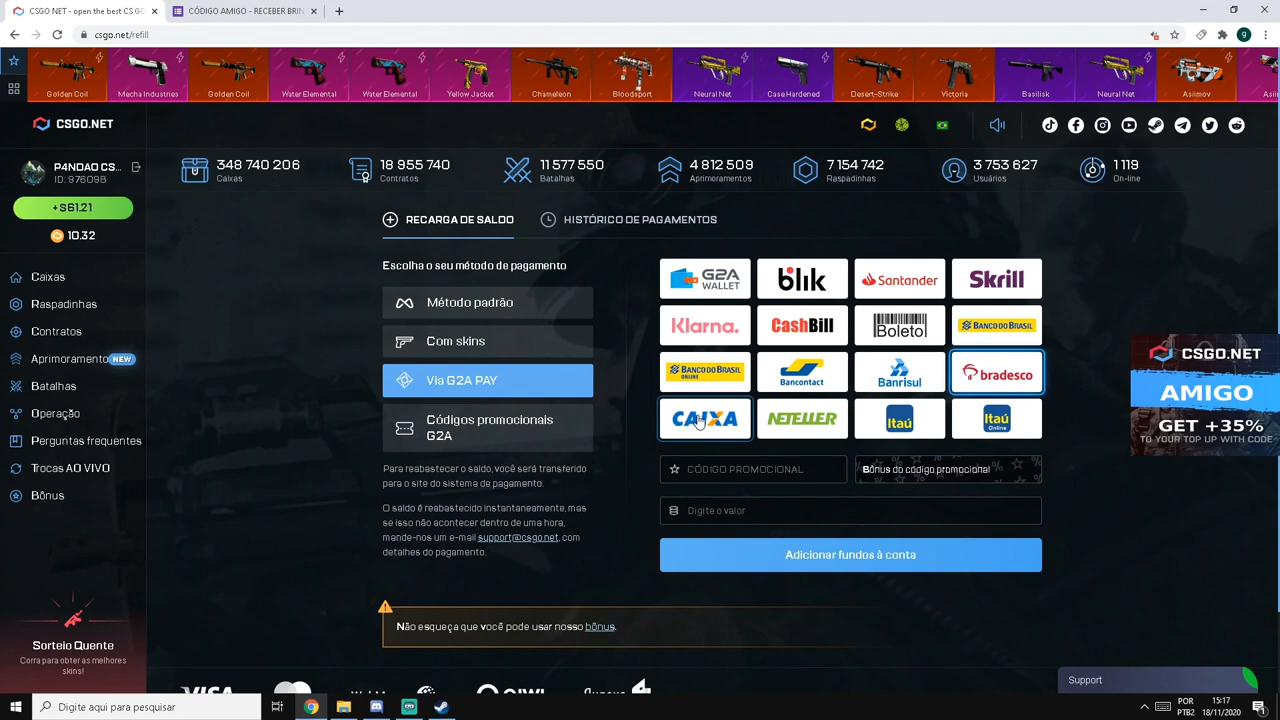 CSGO NET - open the best CS GO
CÓDIGO AMIGO - RECEBER BRIN
csgo.net/refill
Golden Coil
Mecha Industries
Golden Coil
Water Elemental
Water Elemental
Yellow Jacket
Chameleon
Bloodsport
Neural Net
Case Hardened
Desert-Strike
Victoria
Basilisk
Neural Net
Asiimov
Asii
CSGO.NET
P4NDAO CS...
ID: 976098
+$61.21
10.32
348 740 206
Caixas
18 955 740
Contratos
11 577 550
Batalhas
4 812 509
Aprimoramentos
7 154 742
Raspadinhas
3 753 627
Usuários
1 119
On-line
Caixas
Raspadinhas
Contratos
Aprimoramento NEW
Batalhas
Operação
Perguntas frequentes
Trocas AO VIVO
Bônus
Sorteio Quente
Corra para obter as melhores
skins!
RECARGA DE SALDO
HISTÓRICO DE PAGAMENTOS
Escolha o seu método de pagamento
Método padrão
Com skins
Via G2A PAY
Códigos promocionais
G2A
Para reabastecer o saldo, você será transferido
para o site do sistema de pagamento.
O saldo é reabastecido instantaneamente, mas
se isso não acontecer dentro de uma hora,
mande-nos um e-mail support@csgo.net, com
detalhes do pagamento.
G2A WALLET
blik
Santander
Skrill
Klarna.
CashBill
Boleto
BANCO DO BRASIL
BANCO DO BRASIL ONLINE
Bancontact
Banrisul
bradesco
CAIXA
NETELLER
Itaú
Itaú Online
CÓDIGO PROMOCIONAL
Bônus do código promocional
Digite o valor
Adicionar fundos à conta
Não esqueça que você pode usar nosso bônus.
CSGO.NET
AMIGO
GET +35%
TO YOUR TOP UP WITH CODE
VISA
QIWI
Support
Digite aqui para pesquisar
POR
PTB2
15:17
18/11/2020